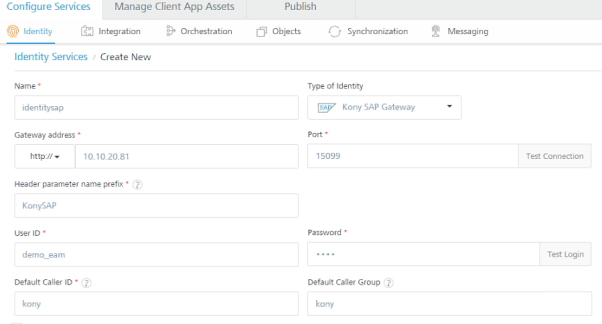 Configure Services Manage Client App Assets Publish
Identity Integration Orchestration Objects Synchronization Messaging
Identity Services / Create New
Name * Type of Identity
identitysap SAP Kony SAP Gateway
Gateway address * Port *
http:// 10.10.20.81 15099 Test Connection
Header parameter name prefix * ?
KonySAP
User ID * Password *
demo_eam •••• Test Login
Default Caller ID * ? Default Caller Group ?
kony kony